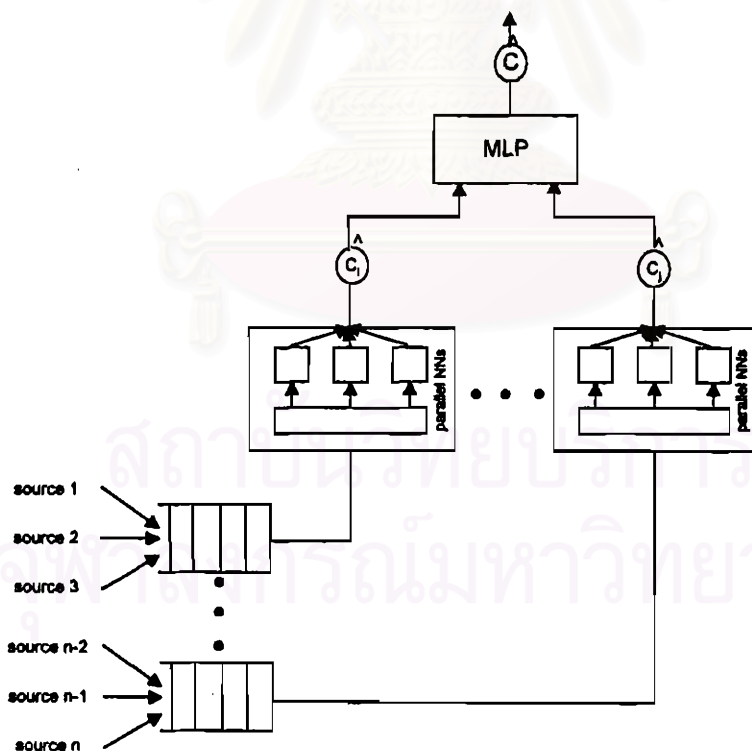 Ĉ
MLP
Ĉi
Ĉj
parallel NNs
parallel NNs
สถาบันวิทยบริการ
source 1
source 2
source 3
จุฬาลงกรณ์มหาวิทยา
source n-2
source n-1
source n